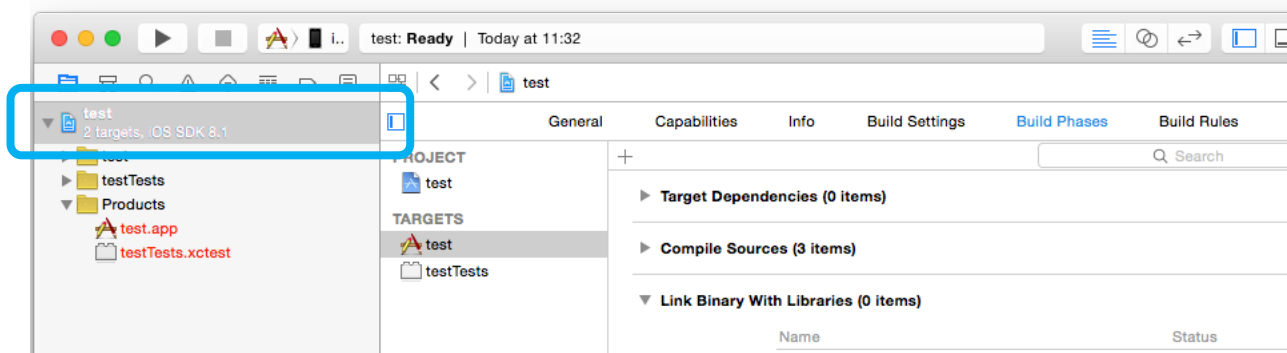 i..
test: Ready | Today at 11:32
test
test
2 targets, iOS SDK 8.1
General Capabilities Info Build Settings Build Phases Build Rules
test
testTests
Products
test.app
testTests.xctest
PROJECT
test
TARGETS
test
testTests
Search
Target Dependencies (0 items)
Compile Sources (3 items)
Link Binary With Libraries (0 items)
Name Status